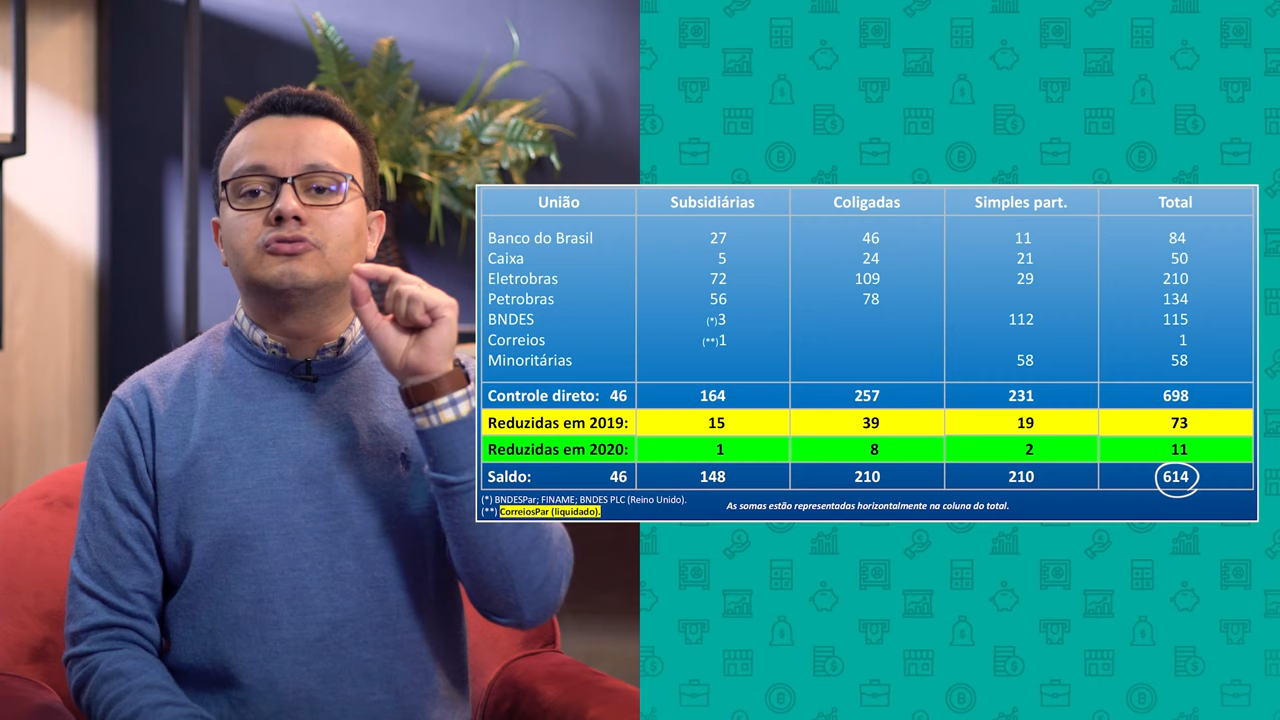 União Subsidiárias Coligadas Simples part. Total
Banco do Brasil 27 46 11 84
Caixa 5 24 21 50
Eletrobras 72 109 29 210
Petrobras 56 78 134
BNDES (*)3 112 115
Correios (**)1 1
Minoritárias 58 58
Controle direto: 46 164 257 231 698
Reduzidas em 2019: 15 39 19 73
Reduzidas em 2020: 1 8 2 11
Saldo: 46 148 210 210 614
(*) BNDESPar; FINAME; BNDES PLC (Reino Unido).
(**) CorreiosPar (liquidado).
As somas estão representadas horizontalmente na coluna do total.